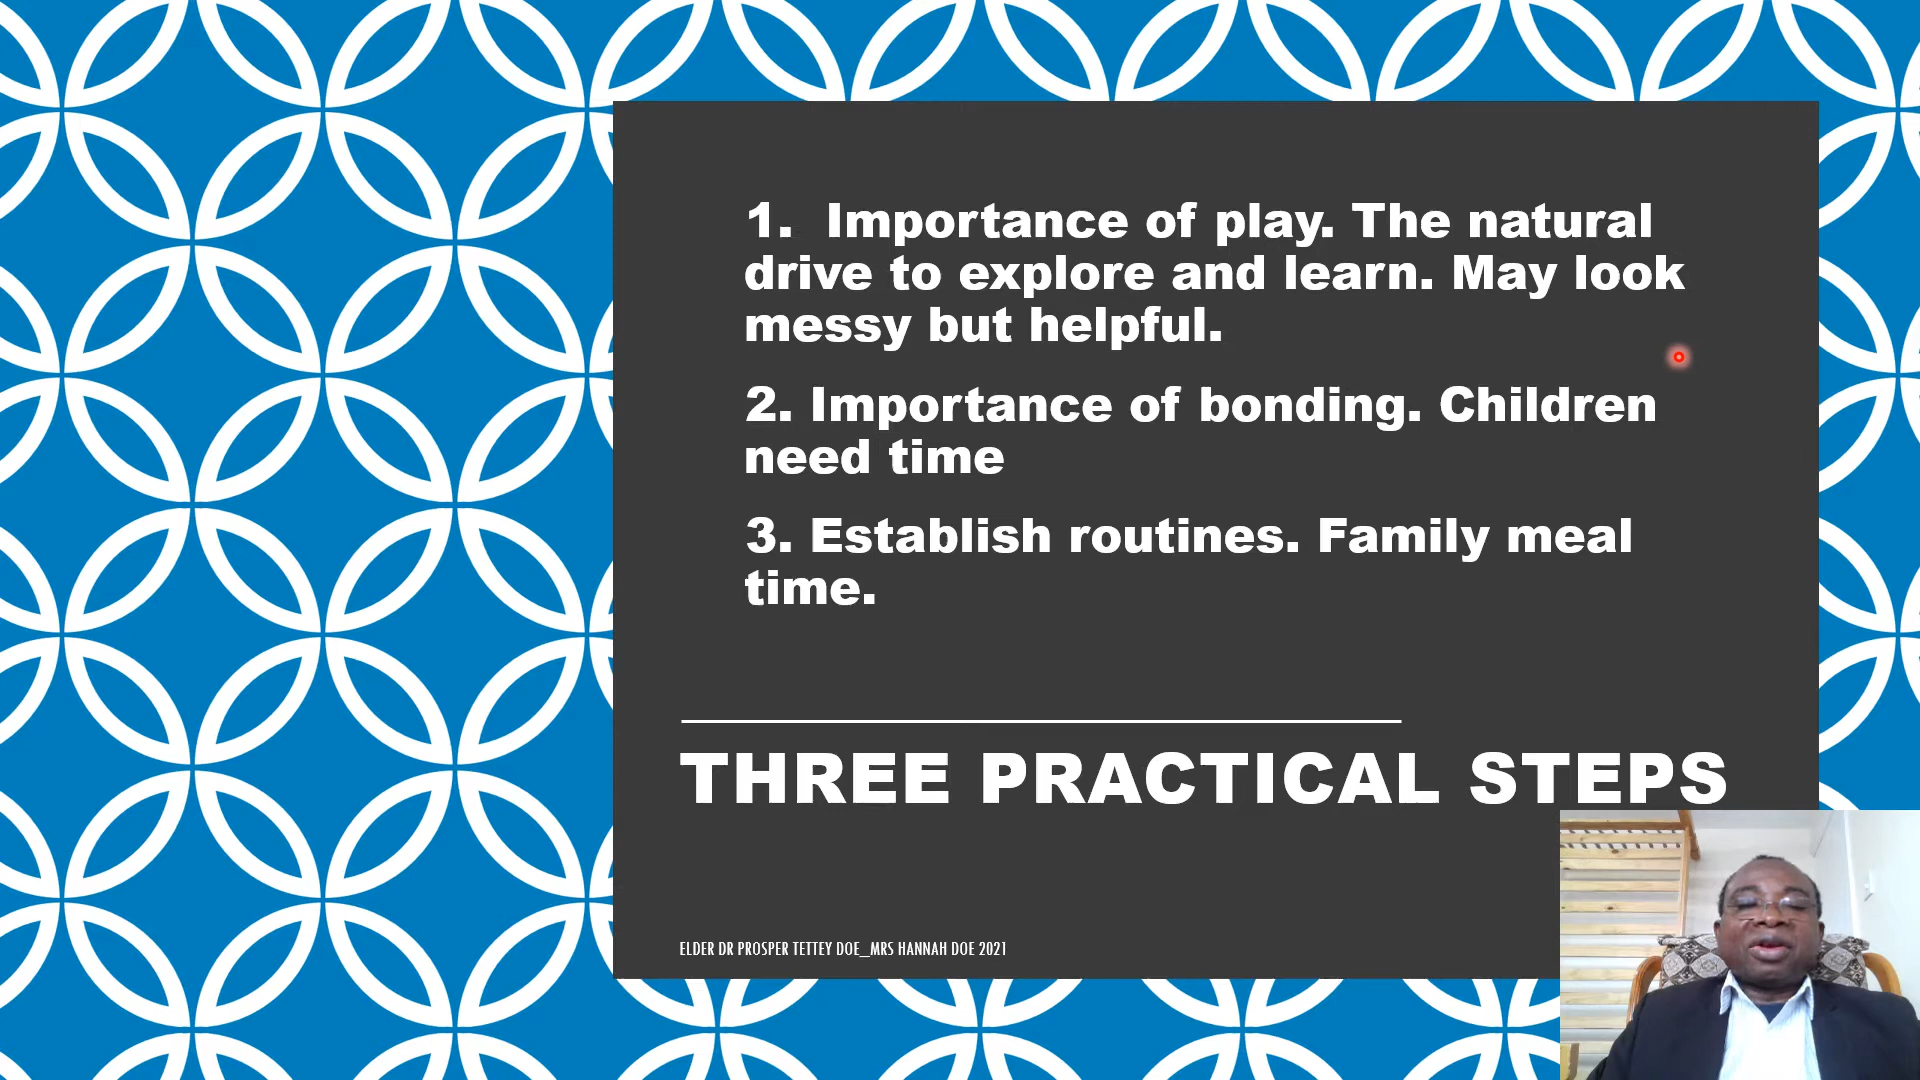 1. Importance of play. The natural
drive to explore and learn. May look
messy but helpful.
2. Importance of bonding. Children
need time
3. Establish routines. Family meal
time.
THREE PRACTICAL STEPS
ELDER DR PROSPER TETTEY DOE_MRS HANNAH DOE 2021